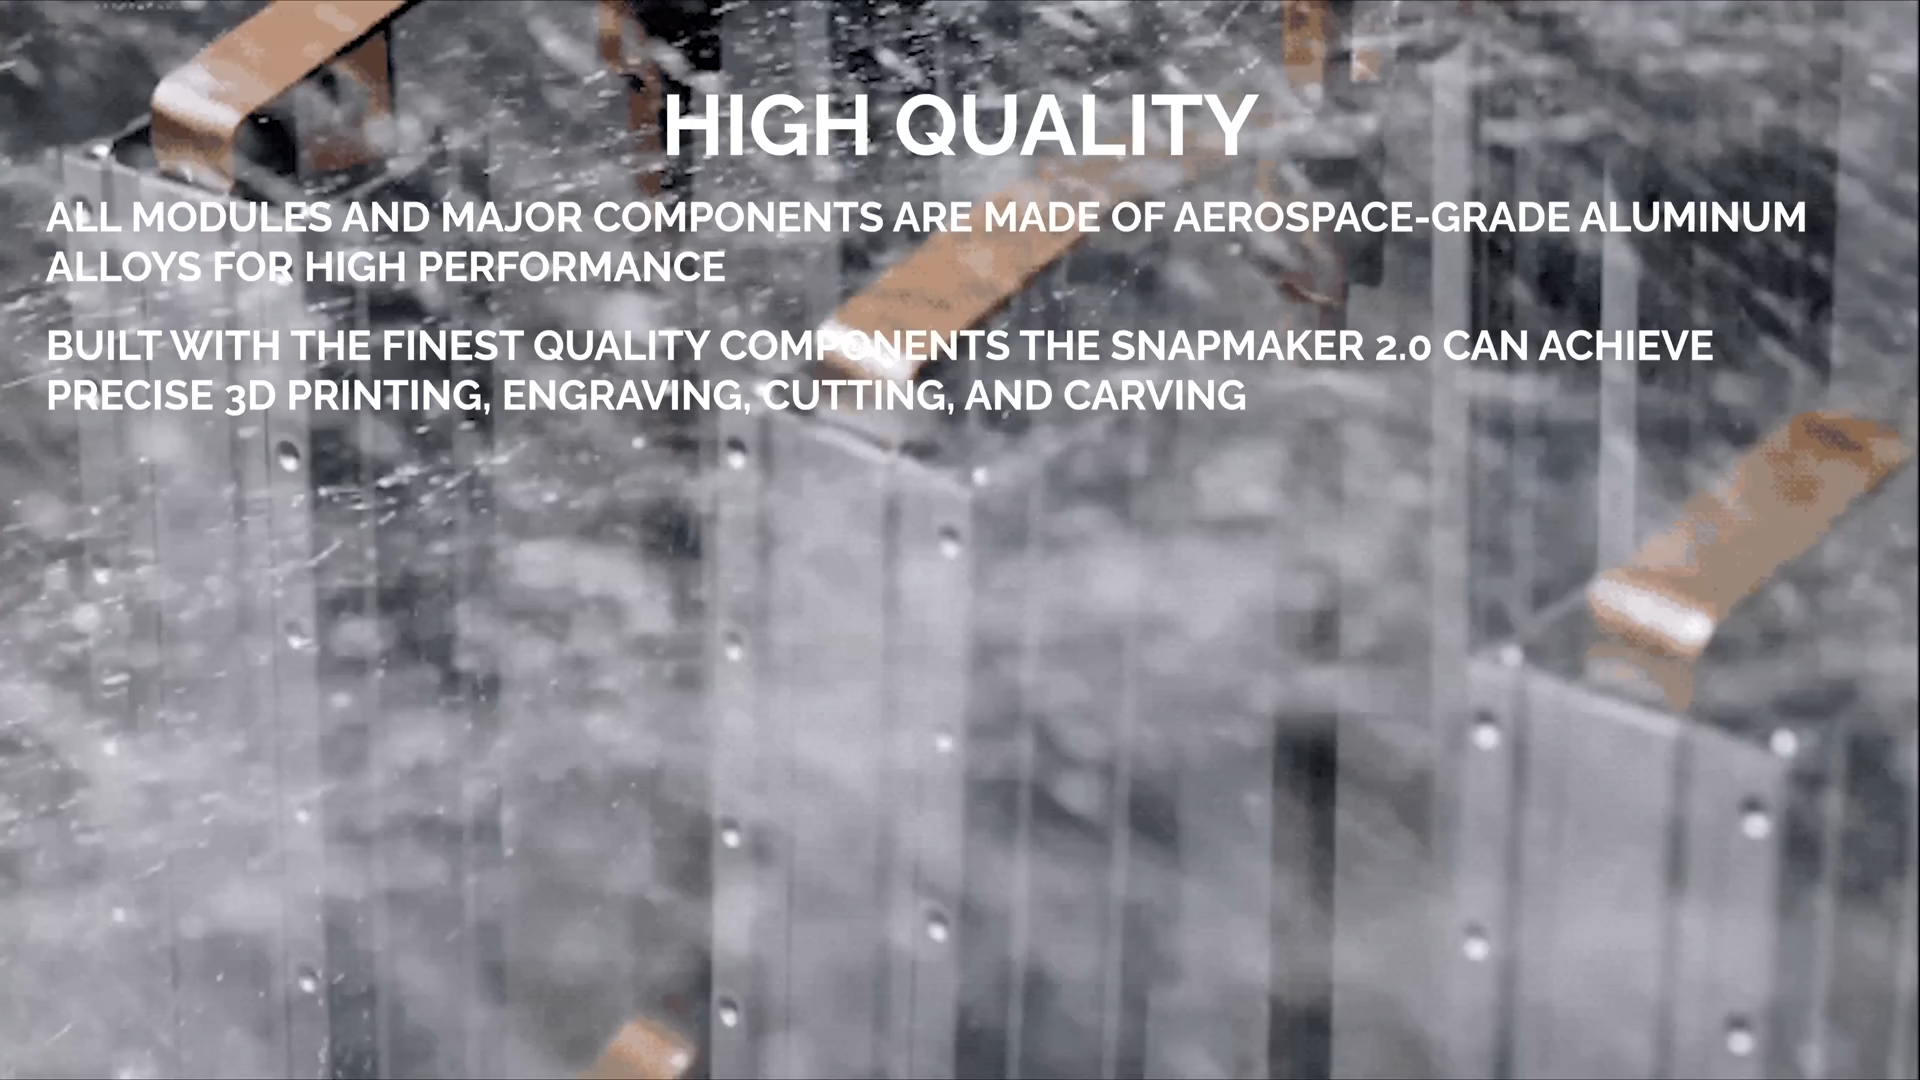 HIGH QUALITY
ALL MODULES AND MAJOR COMPONENTS ARE MADE OF AEROSPACE-GRADE ALUMINUM
ALLOYS FOR HIGH PERFORMANCE
BUILT WITH THE FINEST QUALITY COMPONENTS THE SNAPMAKER 2.0 CAN ACHIEVE
PRECISE 3D PRINTING, ENGRAVING, CUTTING, AND CARVING